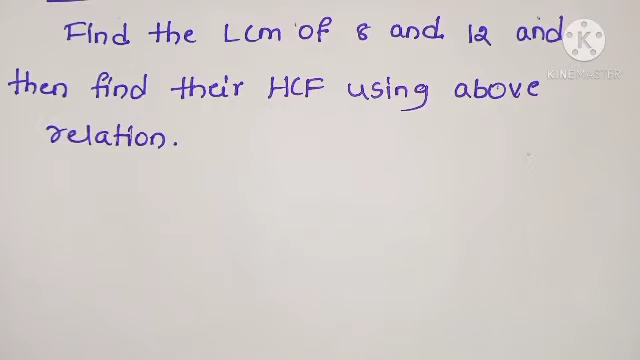 Find the LCM of 8 and 12 and
then find their HCF using above
relation.
K
KINEMASTER